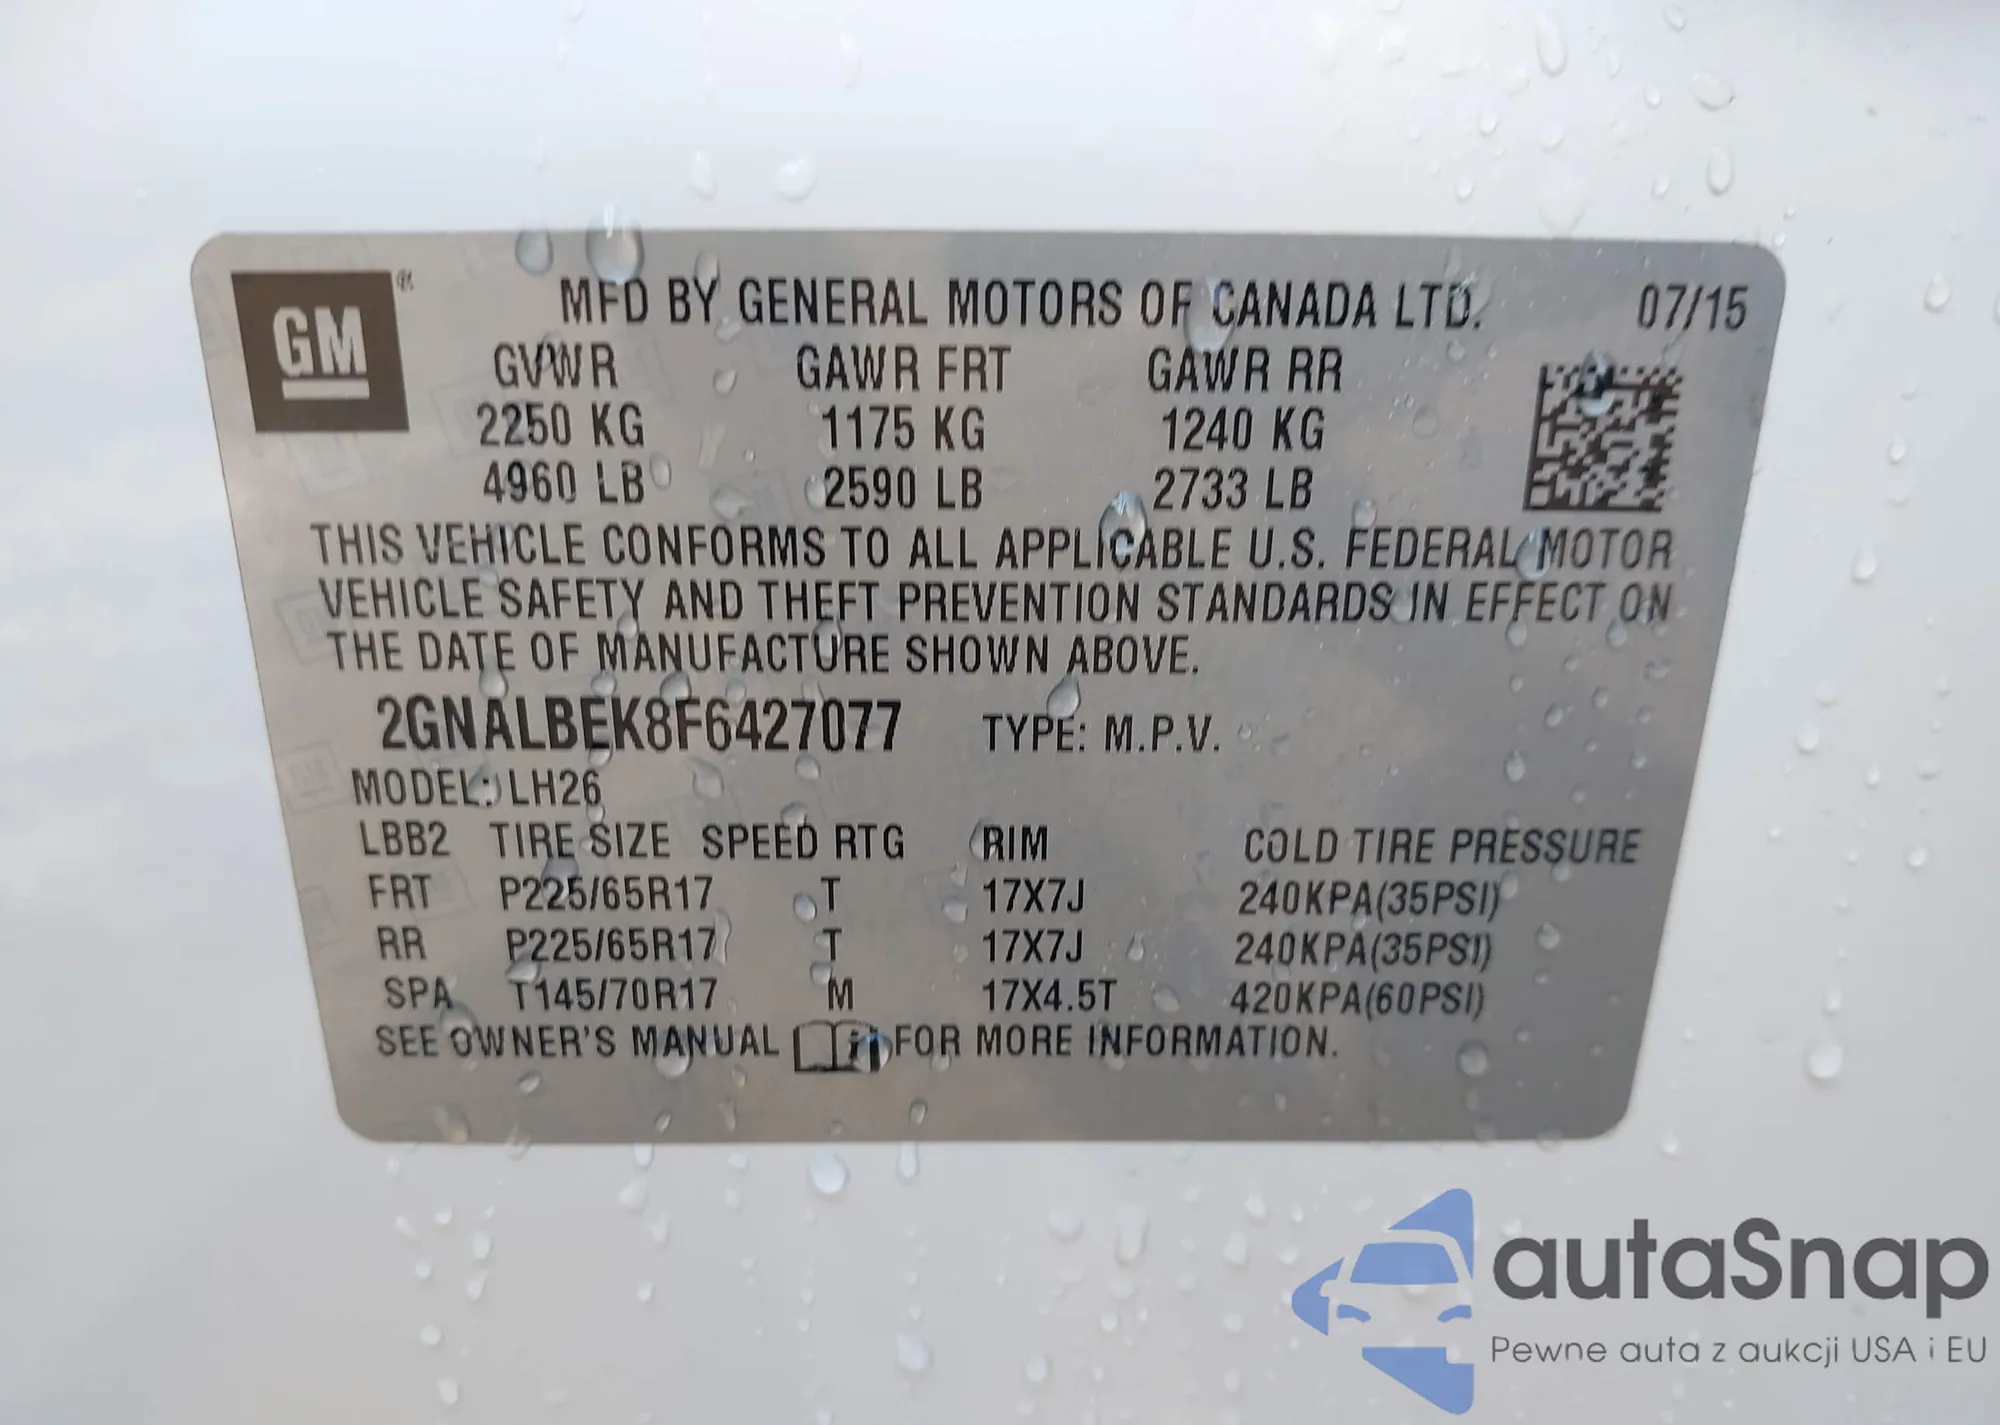 GM ®
MFD BY GENERAL MOTORS OF CANADA LTD. 07/15
GVWR GAWR FRT GAWR RR
2250 KG 1175 KG 1240 KG
4960 LB 2590 LB 2733 LB
THIS VEHICLE CONFORMS TO ALL APPLICABLE U.S. FEDERAL MOTOR
VEHICLE SAFETY AND THEFT PREVENTION STANDARDS IN EFFECT ON
THE DATE OF MANUFACTURE SHOWN ABOVE.
2GNALBEK8F6427077 TYPE: M.P.V.
MODEL: LH26
LBB2 TIRE SIZE SPEED RTG RIM COLD TIRE PRESSURE
FRT P225/65R17 T 17X7J 240KPA(35PSI)
RR P225/65R17 T 17X7J 240KPA(35PSI)
SPA T145/70R17 M 17X4.5T 420KPA(60PSI)
SEE OWNER'S MANUAL i FOR MORE INFORMATION.
autaSnap
Pewne auta z aukcji USA i EU